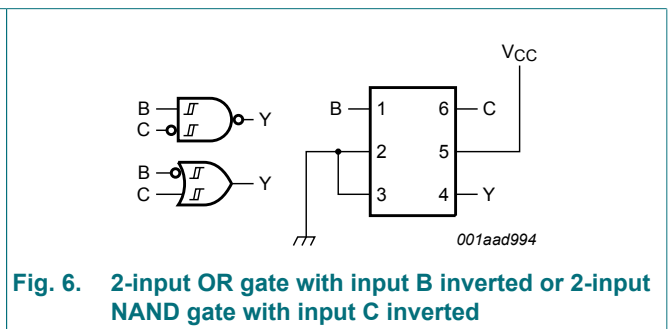 VCC
B
C
Y
B
C
Y
B 1 6 C
2 5
3 4 Y
001aad994
Fig. 6. 2-input OR gate with input B inverted or 2-input
NAND gate with input C inverted